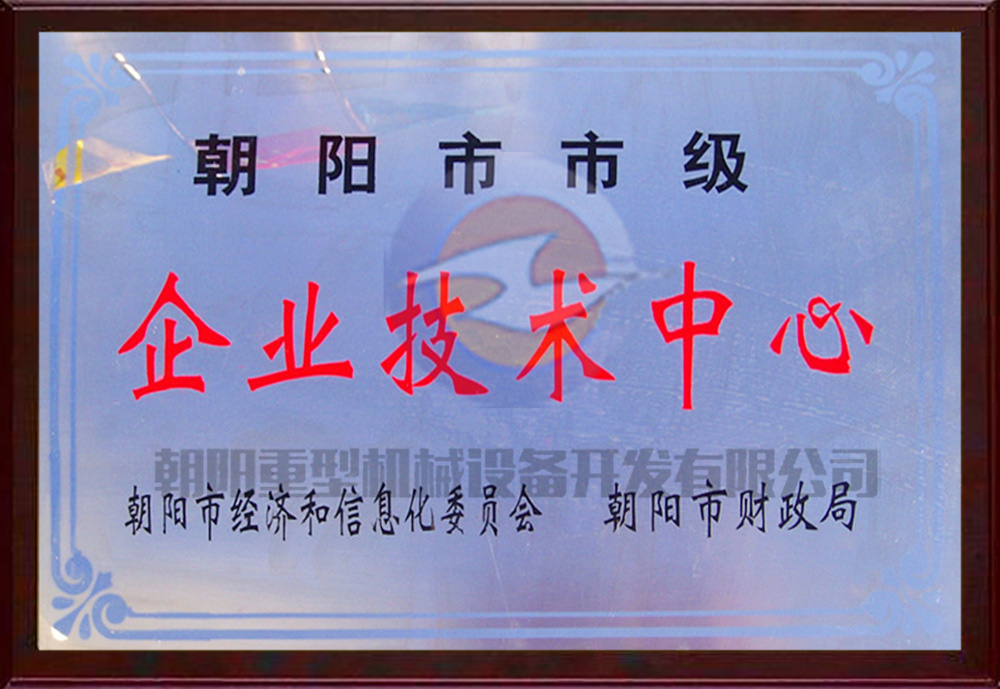 朝阳市市级
企业技术中心
朝阳重型机械设备开发有限公司
朝阳市经济和信息化委员会 朝阳市财政局